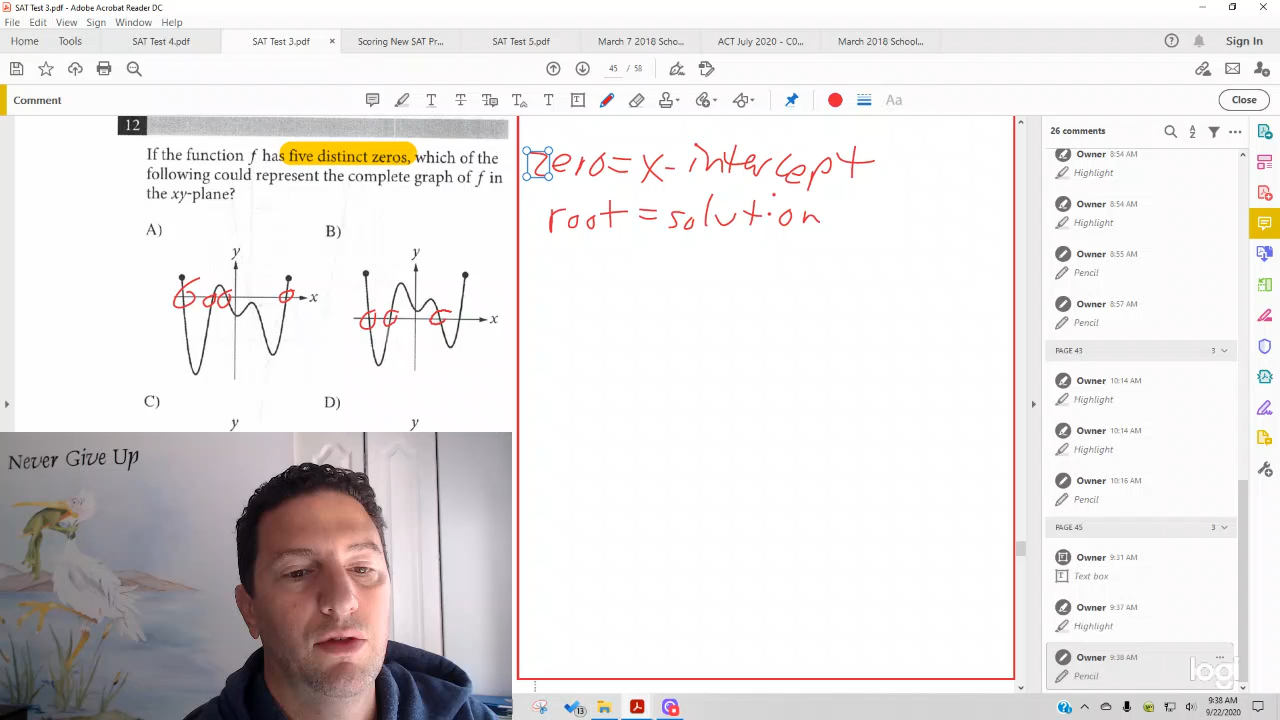 SAT Test 3.pdf - Adobe Acrobat Reader DC
File Edit View Sign Window Help
Home Tools SAT Test 4.pdf SAT Test 3.pdf × Scoring New SAT Pr... SAT Test 5.pdf March 7 2018 Scho... ACT July 2020 - C0... March 2018 School... Sign In
45 / 58
Comment
Aa
Close
12
If the function f has five distinct zeros, which of the
following could represent the complete graph of f in
the xy-plane?
A) B)
y y
x x
C) D)
y y
zero = x-intercept
root = solution
Never Give Up
26 comments
Owner 8:54 AM
Highlight
Owner 8:54 AM
Highlight
Owner 8:55 AM
Pencil
Owner 8:57 AM
Pencil
PAGE 43 3
Owner 10:14 AM
Highlight
Owner 10:14 AM
Highlight
Owner 10:16 AM
Pencil
PAGE 45 3
Owner 9:31 AM
Text box
Owner 9:37 AM
Highlight
Owner 9:38 AM
Pencil
logi
13
9:38 AM
9/22/2020